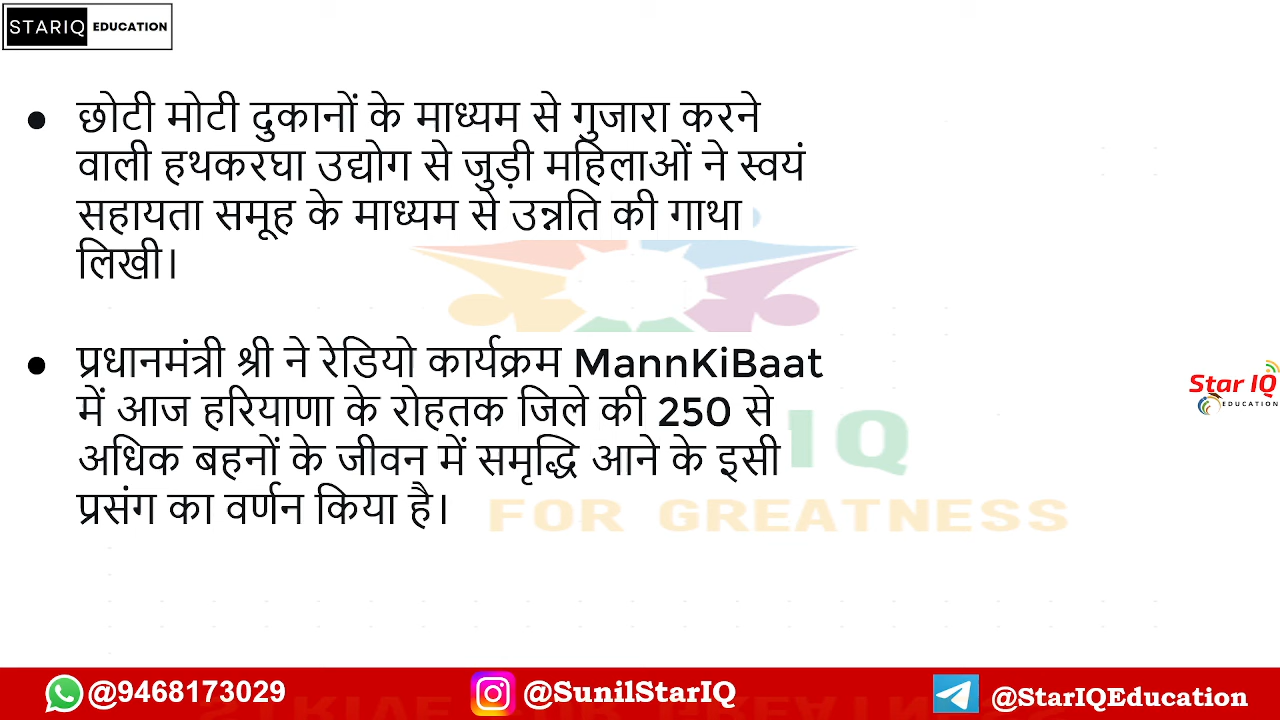 STARIQ EDUCATION
• छोटी मोटी दुकानों के माध्यम से गुजारा करने
वाली हथकरघा उद्योग से जुड़ी महिलाओं ने स्वयं
सहायता समूह के माध्यम से उन्नति की गाथा
लिखी।
• प्रधानमंत्री श्री ने रेडियो कार्यक्रम MannKiBaat
में आज हरियाणा के रोहतक जिले की 250 से
अधिक बहनों के जीवन में समृद्धि आने के इसी
प्रसंग का वर्णन किया है।
IQ
FOR GREATNESS
Star IQ
EDUCATION
@9468173029 @SunilStarIQ @StarIQEducation